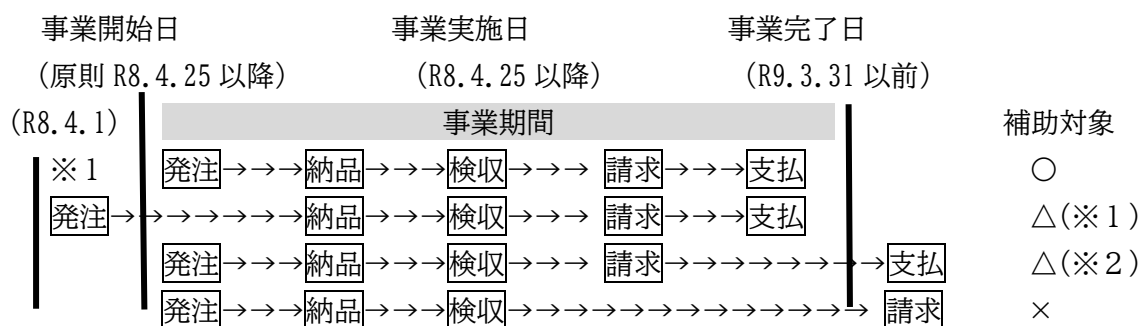 事業開始日 事業実施日 事業完了日
（原則 R8.4.25 以降） （R8.4.25 以降） （R9.3.31 以前）
(R8.4.1) 事業期間 補助対象
※１ 発注→→→納品→→→検収→→→ 請求→→→支払 ○
発注→→→→→→→納品→→→検収→→→ 請求→→→支払 △(※１)
発注→→→納品→→→検収→→→ 請求→→→→→→→→支払 △(※２)
発注→→→納品→→→検収→→→→→→→→→→→→→ 請求 ×